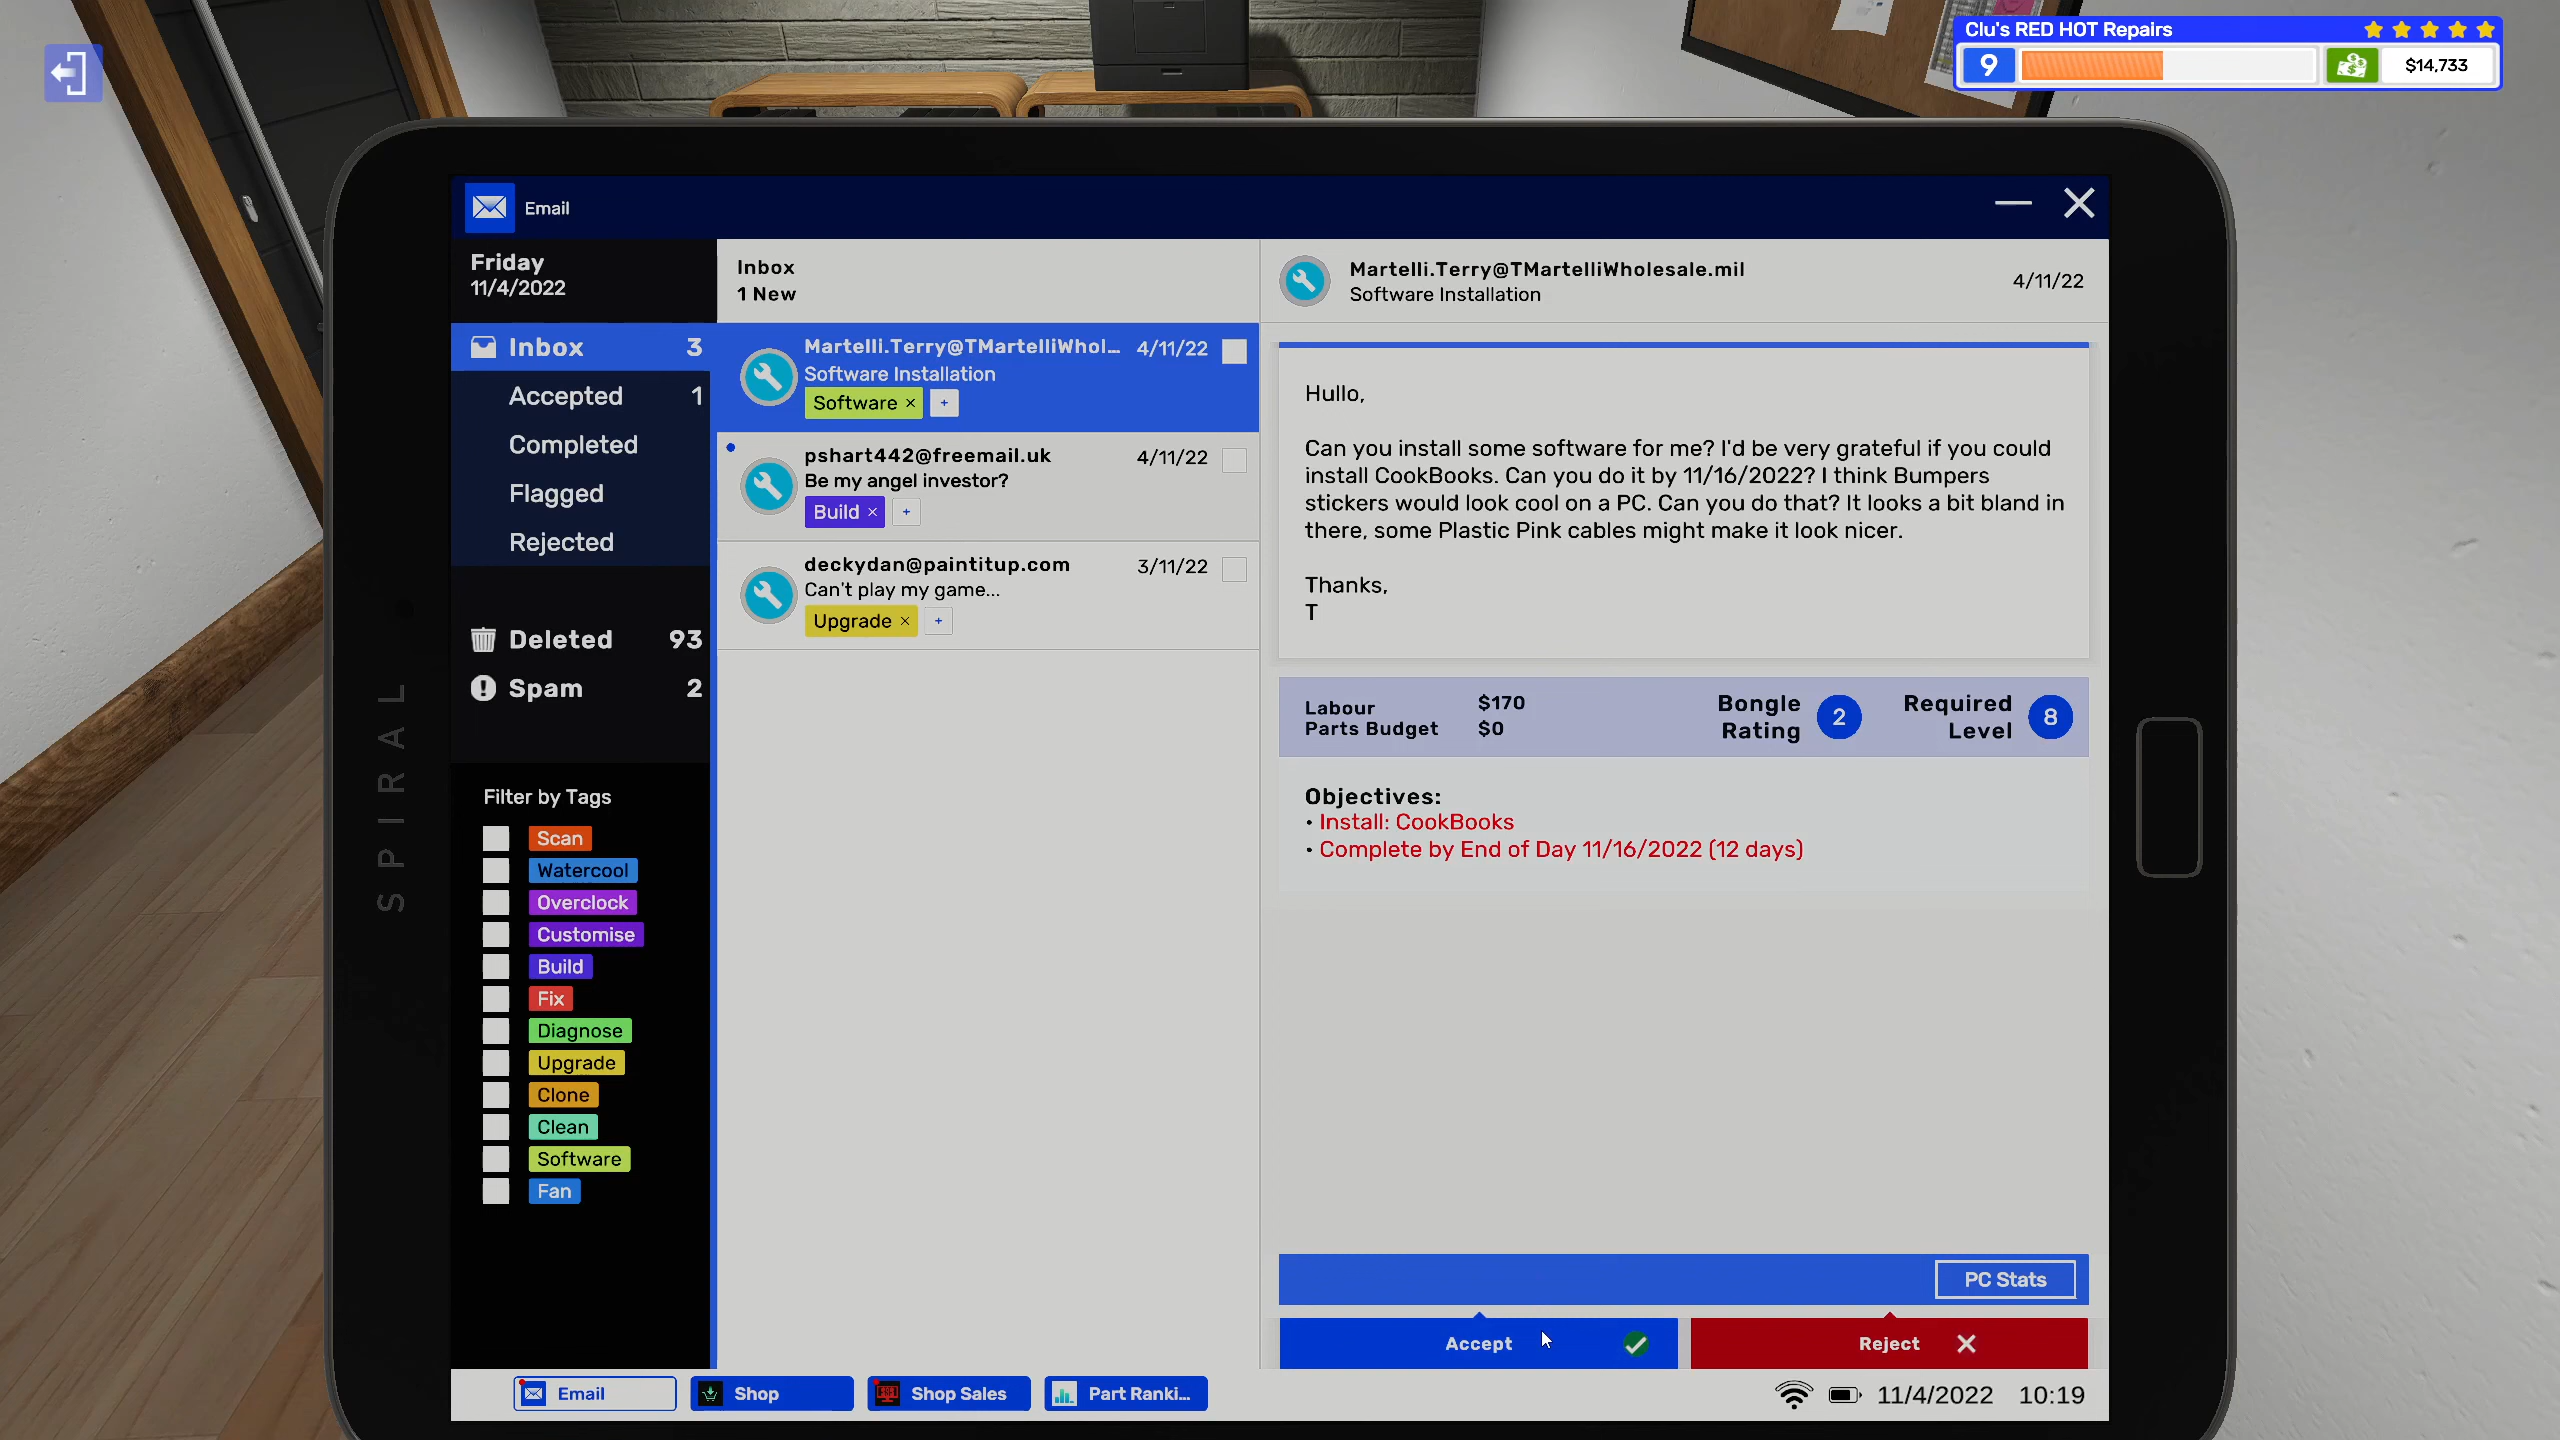 Clu's RED HOT Repairs
9
$14,733
Email
Friday
11/4/2022
Inbox 3
Accepted 1
Completed
Flagged
Rejected
Deleted 93
Spam 2
Filter by Tags
Scan
Watercool
Overclock
Customise
Build
Fix
Diagnose
Upgrade
Clone
Clean
Software
Fan
Inbox
1 New
Martelli.Terry@TMartelliWhol... 4/11/22
Software Installation
Software × +
pshart442@freemail.uk 4/11/22
Be my angel investor?
Build × +
deckydan@paintitup.com 3/11/22
Can't play my game...
Upgrade × +
Martelli.Terry@TMartelliWholesale.mil
Software Installation
4/11/22
Hullo,
Can you install some software for me? I'd be very grateful if you could
install CookBooks. Can you do it by 11/16/2022? I think Bumpers
stickers would look cool on a PC. Can you do that? It looks a bit bland in
there, some Plastic Pink cables might make it look nicer.
Thanks,
T
Labour $170
Parts Budget $0
Bongle
Rating 2
Required
Level 8
Objectives:
• Install: CookBooks
• Complete by End of Day 11/16/2022 (12 days)
PC Stats
Accept
Reject
Email
Shop
Shop Sales
Part Ranki...
11/4/2022 10:19
SPIRAL